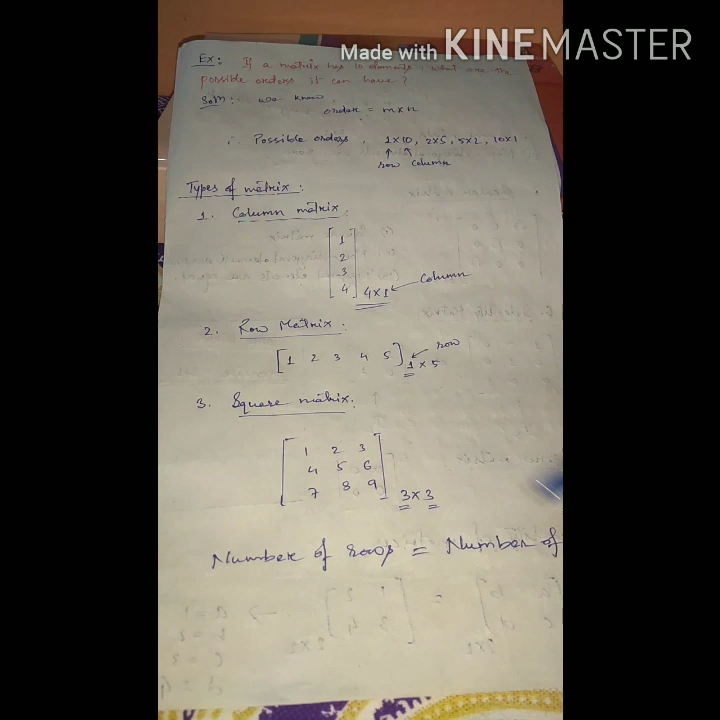 Made with KINEMASTER
Ex: If a matrix has 10 elements, what are the
possible orders it can have?
Soln: We know,
order = m×n
∴ Possible orders, 1×10, 2×5, 5×2, 10×1
row column
Types of matrix:
1. Column matrix:
1
2
3
4
4×1
column
2. Row Matrix:
[1 2 3 4 5] 1×5
row
3. Square matrix:
1 2 3
4 5 6
7 8 9
3×3
Number of rows = Number of